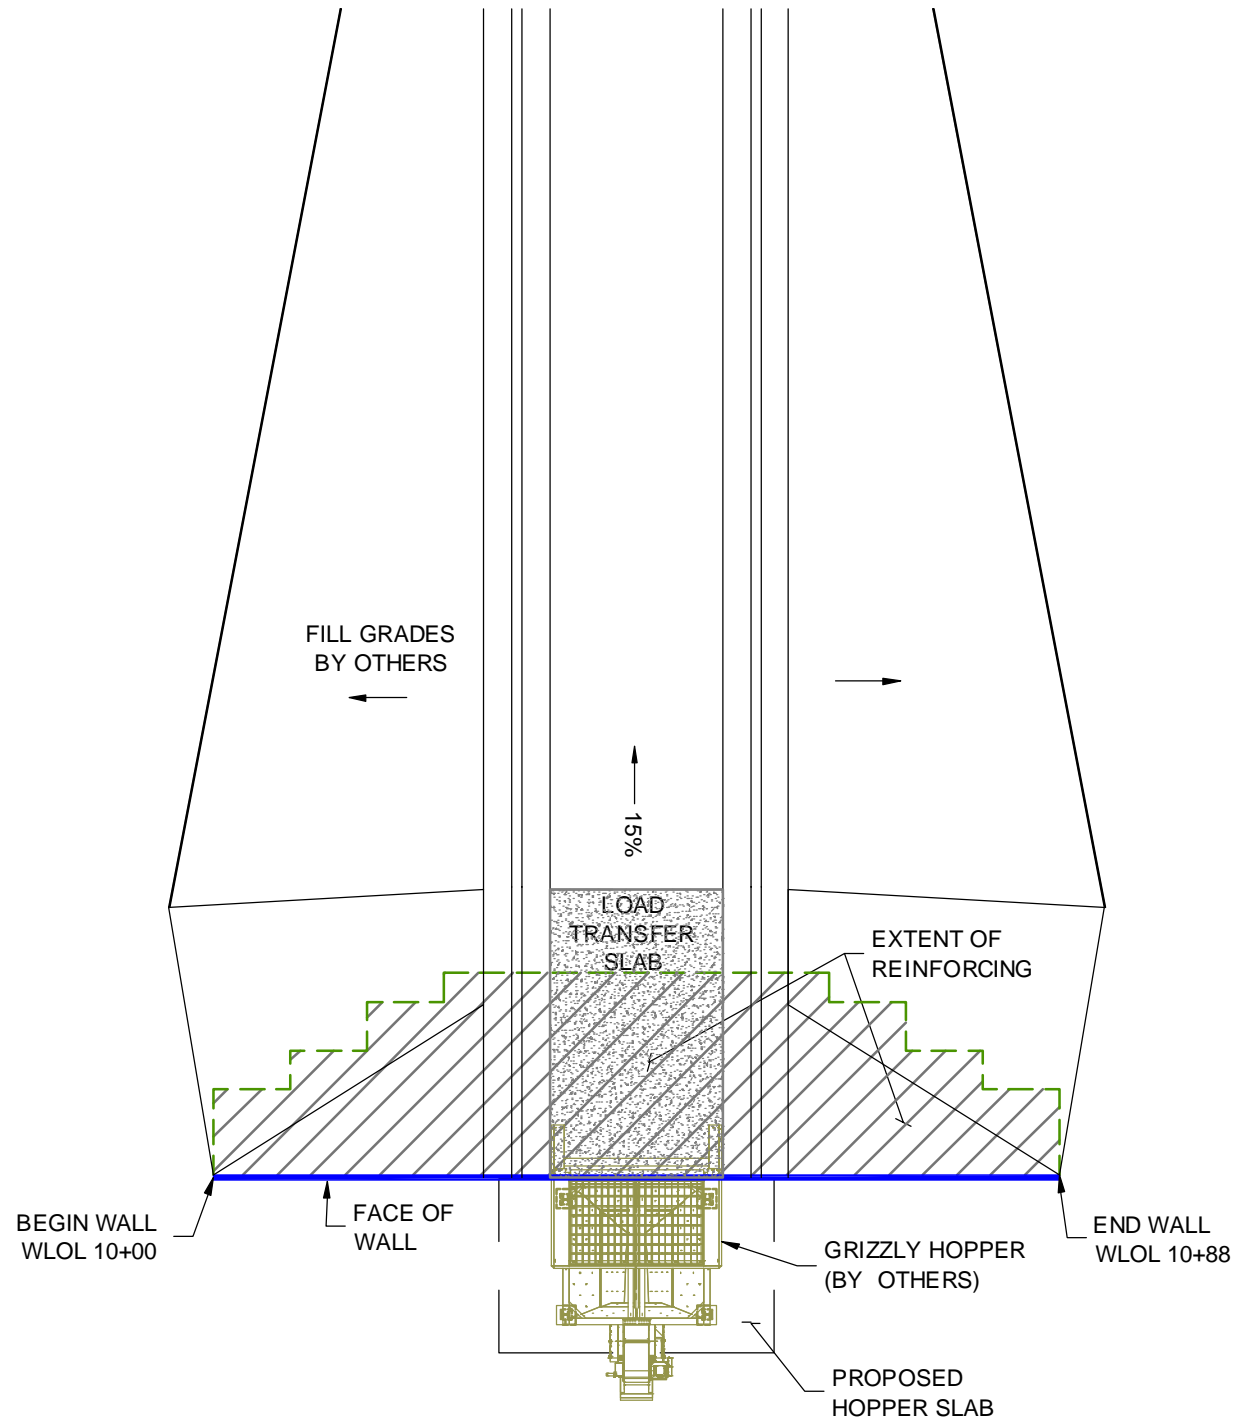 FILL GRADES
BY OTHERS
15%
LOAD
TRANSFER
SLAB
EXTENT OF
REINFORCING
BEGIN WALL
WLOL 10+00
FACE OF
WALL
GRIZZLY HOPPER
(BY OTHERS)
END WALL
WLOL 10+88
PROPOSED
HOPPER SLAB